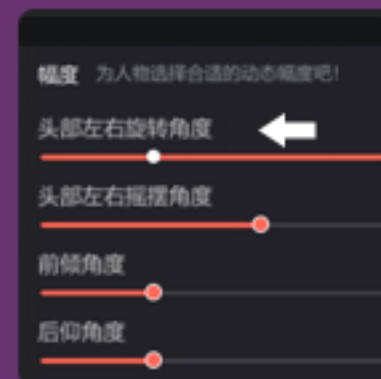 幅度 为人物选择合适的动态幅度吧!
头部左右旋转角度
头部左右摇摆角度
前倾角度
后仰角度